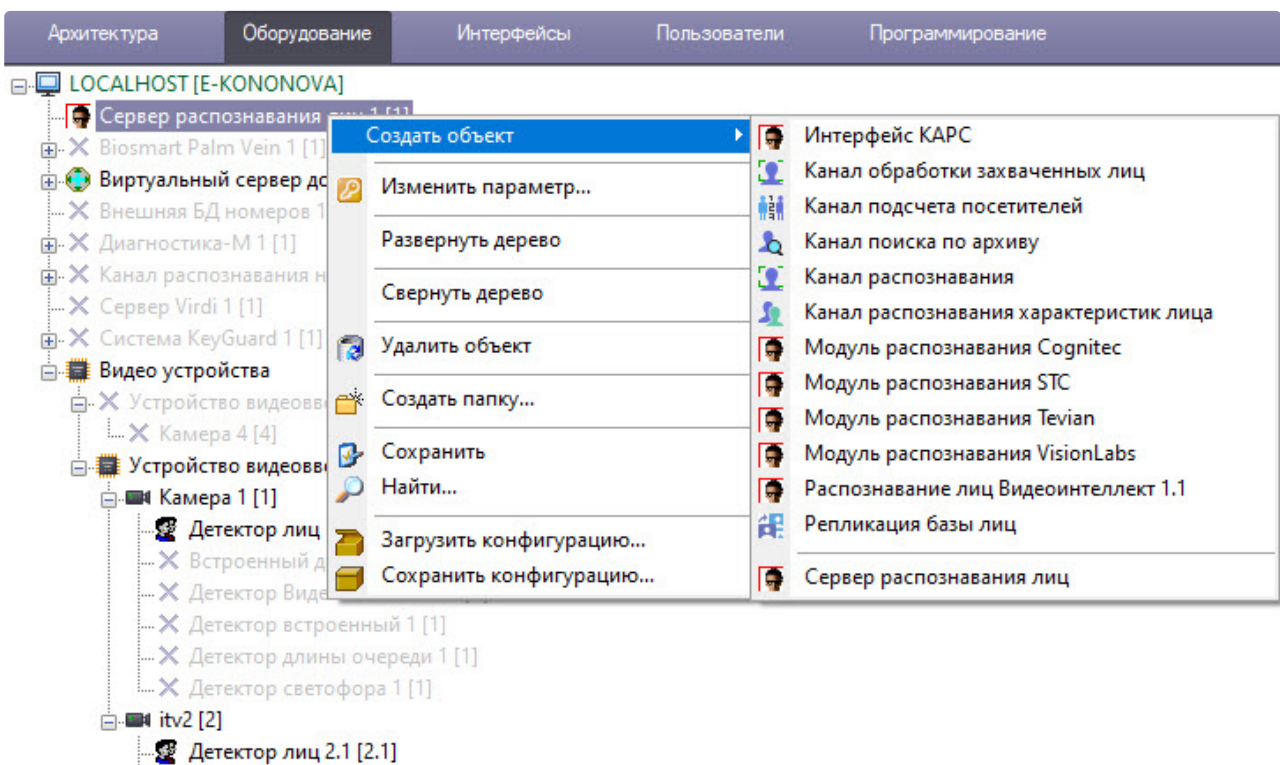 Архитектура Оборудование Интерфейсы Пользователи Программирование
LOCALHOST [E-KONONOVA]
Сервер распознавания лиц 1 [1]
Biosmart Palm Vein 1 [1]
Виртуальный сервер до
Внешняя БД номеров 1
Диагностика-М 1 [1]
Канал распознавания н
Сервер Virdi 1 [1]
Система KeyGuard 1 [1]
Видео устройства
Устройство видеовв
Камера 4 [4]
Устройство видеовв
Камера 1 [1]
Детектор лиц
Встроенный д
Детектор Виде
Детектор встроенный 1 [1]
Детектор длины очереди 1 [1]
Детектор светофора 1 [1]
itv2 [2]
Детектор лиц 2.1 [2.1]
Создать объект
Изменить параметр...
Развернуть дерево
Свернуть дерево
Удалить объект
Создать папку...
Сохранить
Найти...
Загрузить конфигурацию...
Сохранить конфигурацию...
Интерфейс КАРС
Канал обработки захваченных лиц
Канал подсчета посетителей
Канал поиска по архиву
Канал распознавания
Канал распознавания характеристик лица
Модуль распознавания Cognitec
Модуль распознавания STC
Модуль распознавания Tevian
Модуль распознавания VisionLabs
Распознавание лиц Видеоинтеллект 1.1
Репликация базы лиц
Сервер распознавания лиц